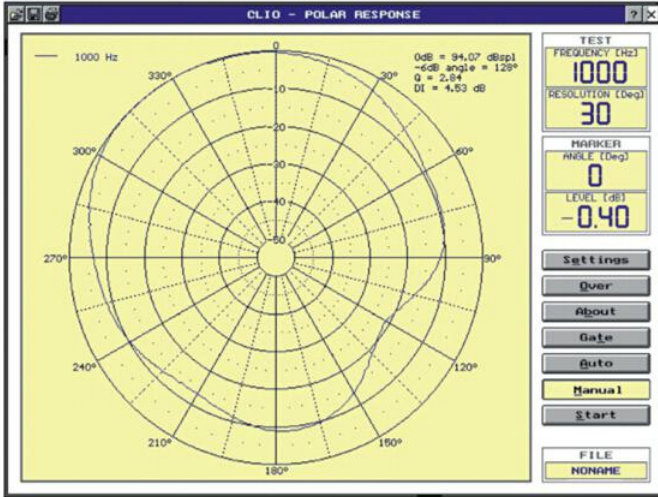 CLIO - POLAR RESPONSE
? X
1000 Hz
0dB = 94.07 dBspl
-6dB angle = 128°
Q = 2.84
DI = 4.53 dB
0
30°
60°
90°
120°
150°
180°
210°
240°
270°
300°
330°
-10
-20
-30
-40
-50
TEST
FREQUENCY [Hz]
1000
RESOLUTION [Deg]
30
MARKER
ANGLE [Deg]
0
LEVEL [dB]
-0.40
Settings
Over
About
Gate
Auto
Manual
Start
FILE
NONAME